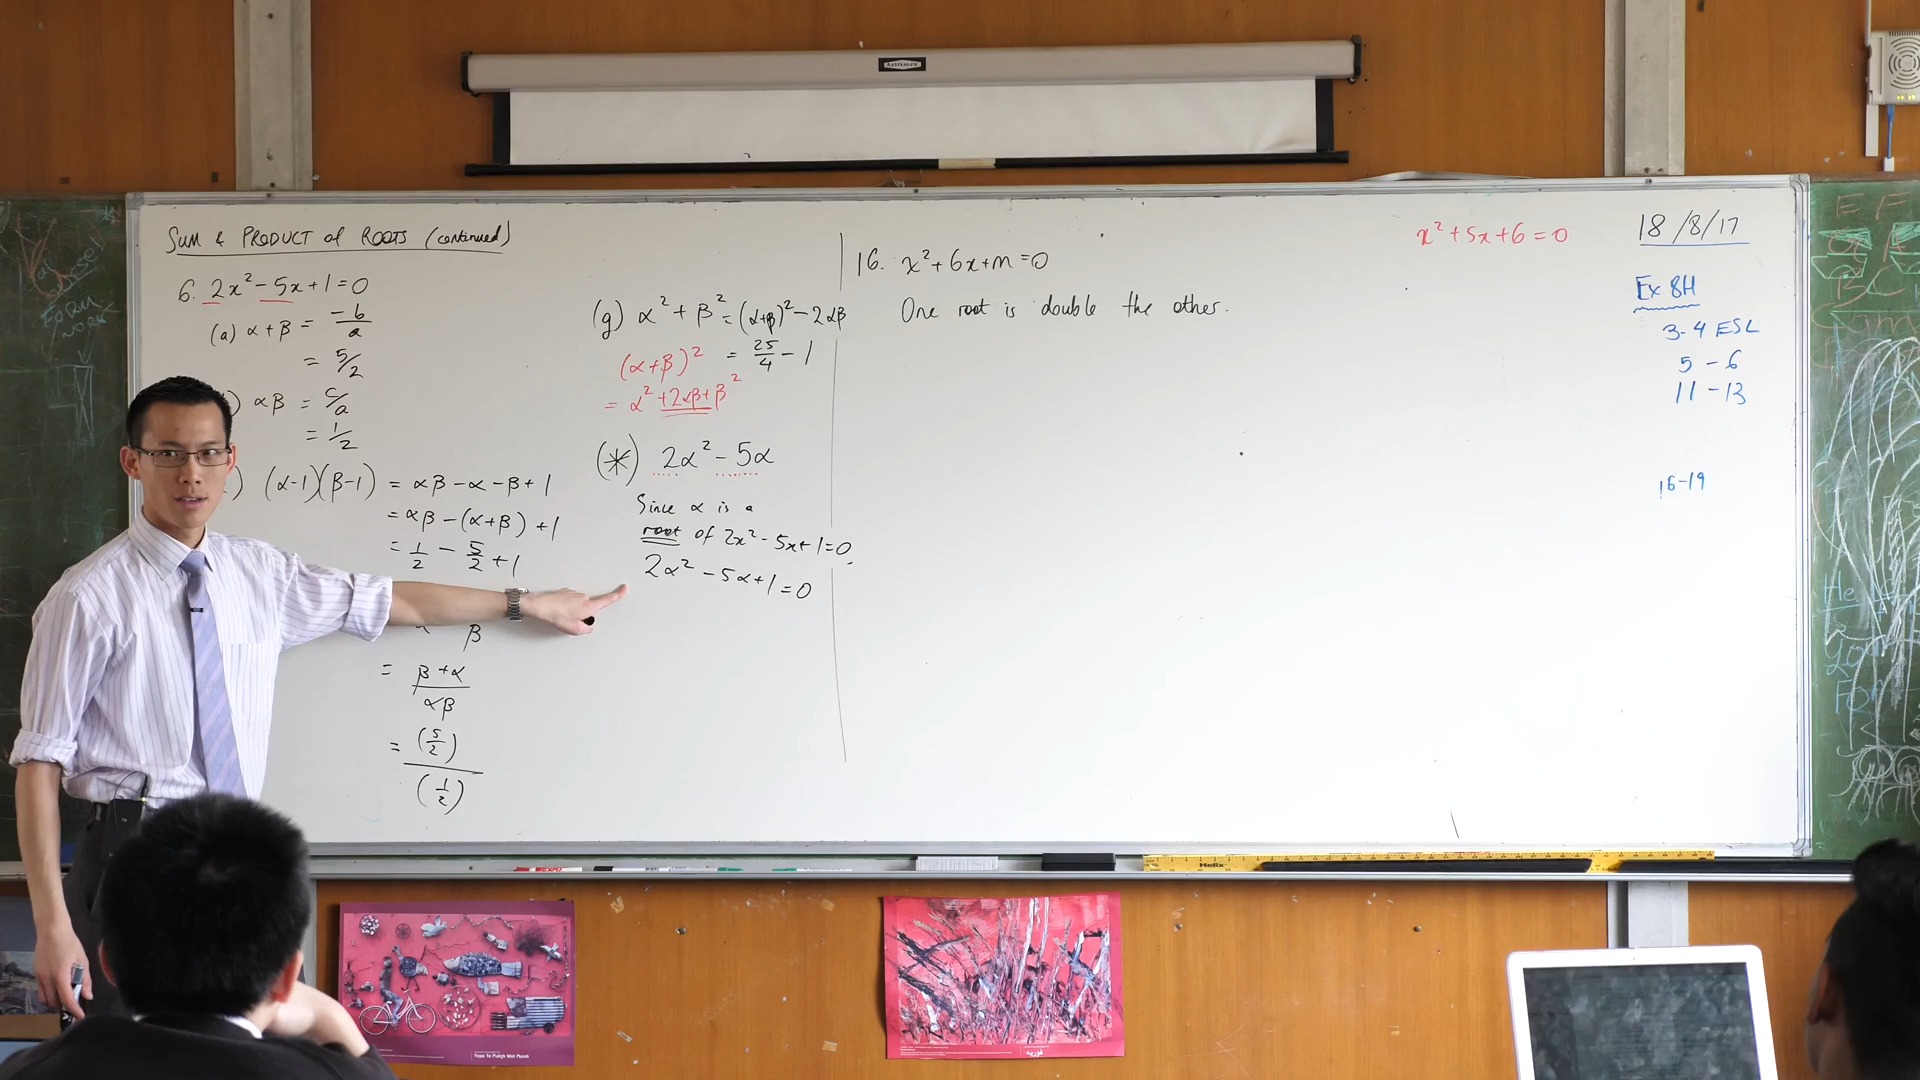 SUM & PRODUCT of ROOTS (continued)
6. 2x² - 5x + 1 = 0
(a) α + β = -b/a
= 5/2
) αβ = c/a
= 1/2
) (α-1)(β-1) = αβ - α - β + 1
= αβ - (α+β) + 1
= 1/2 - 5/2 + 1
α β
= β + α / αβ
= (5/2) / (1/2)
(g) α² + β² = (α+β)² - 2αβ
= 25/4 - 1
(α+β)²
= α² + 2αβ + β²
(*) 2α² - 5α
Since α is a
root of 2x² - 5x + 1 = 0.
2α² - 5α + 1 = 0
16. x² + 6x + m = 0
One root is double the other.
x² + 5x + 6 = 0
18/8/17
Ex 8H
3-4 ESL
5 - 6
11 - 13
16-19
Helix